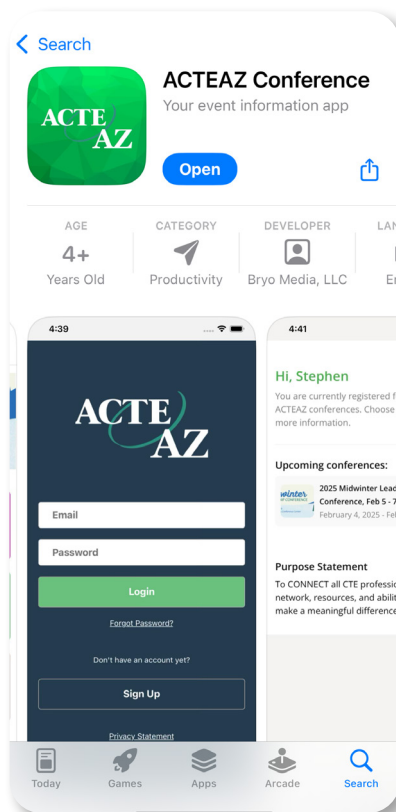 Search
ACTE
AZ
ACTEAZ Conference
Your event information app
Open
AGE
CATEGORY
DEVELOPER
LAN
4+
Years Old
Productivity
Bryo Media, LLC
4:39
ACTE
AZ
Email
Password
Login
Forgot Password?
Don't have an account yet?
Sign Up
Privacy Statement
4:41
Hi, Stephen
You are currently registered f
ACTEAZ conferences. Choose
more information.
Upcoming conferences:
winter
2025 Midwinter Lead
Conference, Feb 5 - 7
February 4, 2025 - Fe
Purpose Statement
To CONNECT all CTE professio
network, resources, and abilit
make a meaningful difference
Today
Games
Apps
Arcade
Search